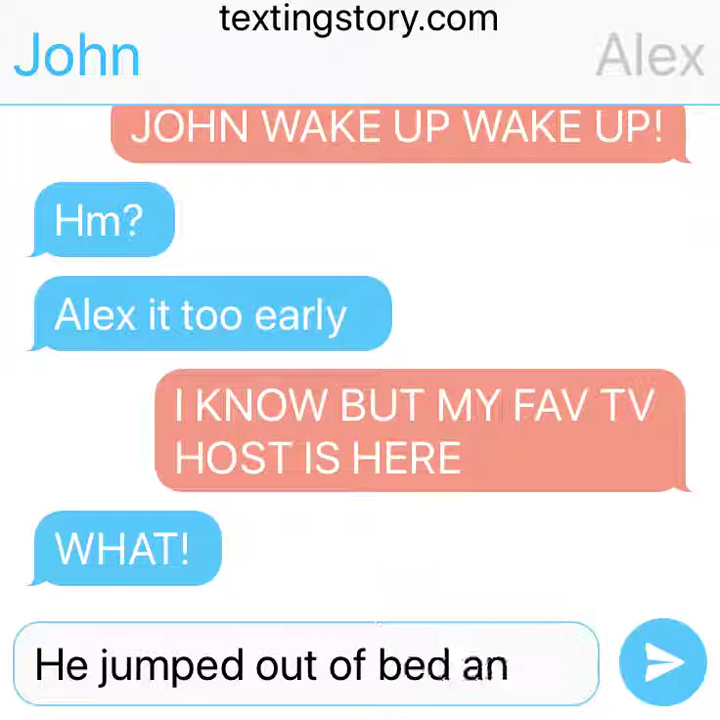 textingstory.com
John
Alex
JOHN WAKE UP WAKE UP!
Hm?
Alex it too early
I KNOW BUT MY FAV TV
HOST IS HERE
WHAT!
He jumped out of bed an